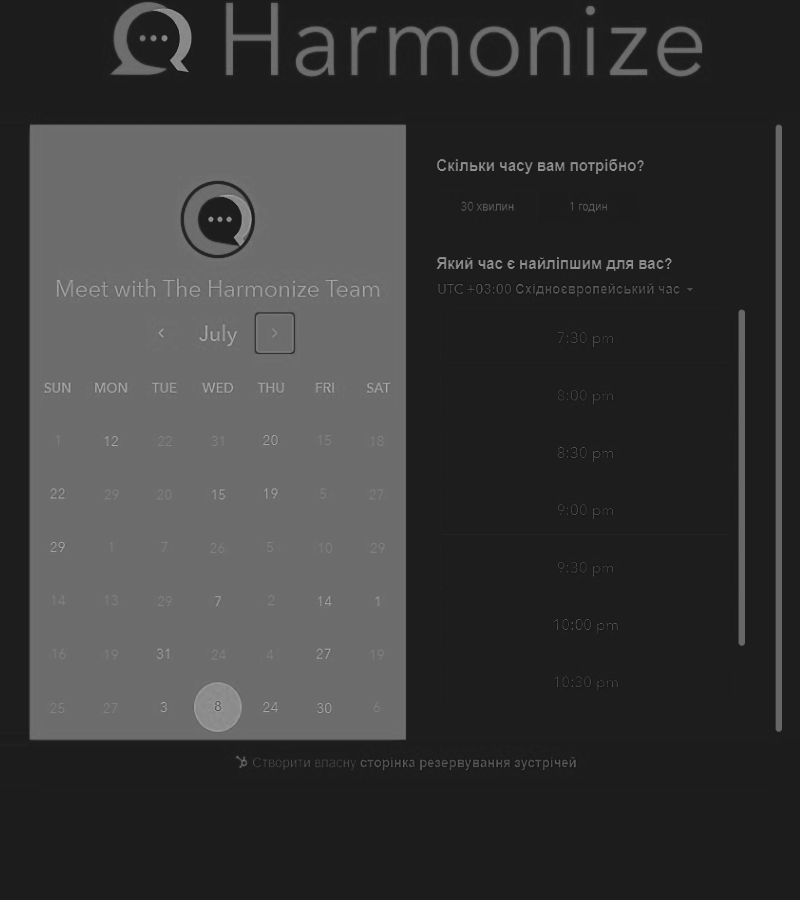 Harmonize
Meet with The Harmonize Team
July
SUN MON TUE WED THU FRI SAT
1 12 22 31 20 15 18
22 29 20 15 19 5 27
29 1 7 26 5 10 29
14 13 29 7 2 14 1
16 19 31 24 4 27 19
25 27 3 8 24 30 6
Скільки часу вам потрібно?
30 хвилин 1 годин
Який час є найліпшим для вас?
UTC +03:00 Східноєвропейський час
7:30 pm
8:00 pm
8:30 pm
9:00 pm
9:30 pm
10:00 pm
10:30 pm
Створити власну сторінка резервування зустрічей